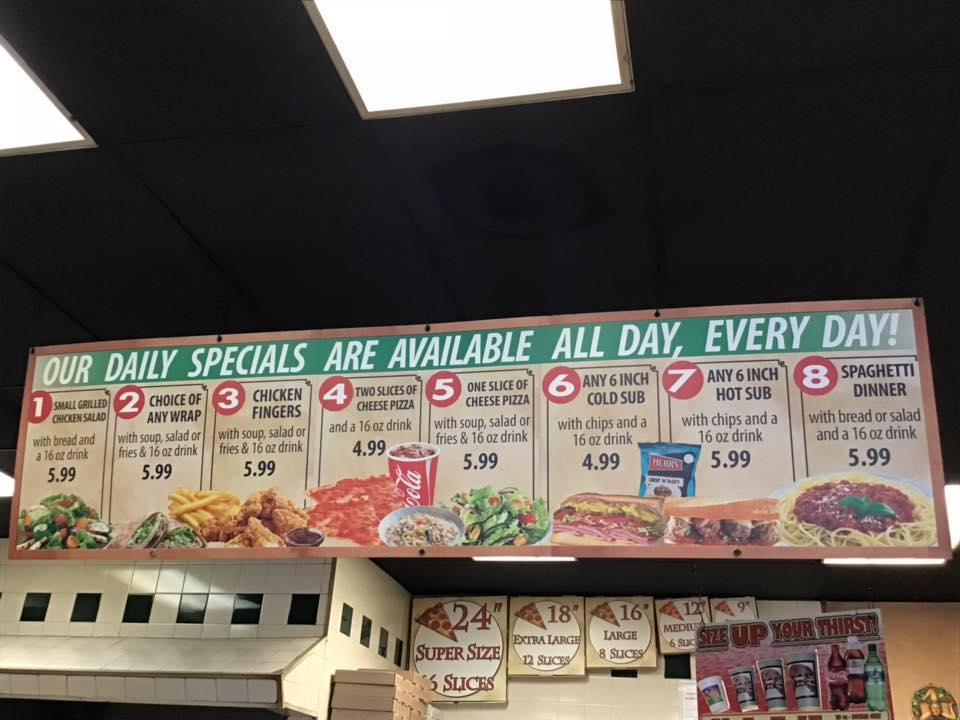 OUR DAILY SPECIALS ARE AVAILABLE ALL DAY, EVERY DAY!
1 SMALL GRILLED
CHICKEN SALAD
with bread and
a 16 oz drink
5.99
2 CHOICE OF
ANY WRAP
with soup, salad or
fries & 16 oz drink
5.99
3 CHICKEN
FINGERS
with soup, salad or
fries & 16 oz drink
5.99
4 TWO SLICES OF
CHEESE PIZZA
and a 16 oz drink
4.99
5 ONE SLICE OF
CHEESE PIZZA
with soup, salad or
fries & 16 oz drink
5.99
6 ANY 6 INCH
COLD SUB
with chips and a
16 oz drink
4.99
7 ANY 6 INCH
HOT SUB
with chips and a
16 oz drink
5.99
8 SPAGHETTI
DINNER
with bread or salad
and a 16 oz drink
5.99
Cola
HERR'S
CRISP 'N TASTY
24"
SUPER SIZE
6 SLICES
18"
EXTRA LARGE
12 SLICES
16"
LARGE
8 SLICES
12"
MEDIU
6 SLIC
9"
SIZE UP YOUR THIRST!